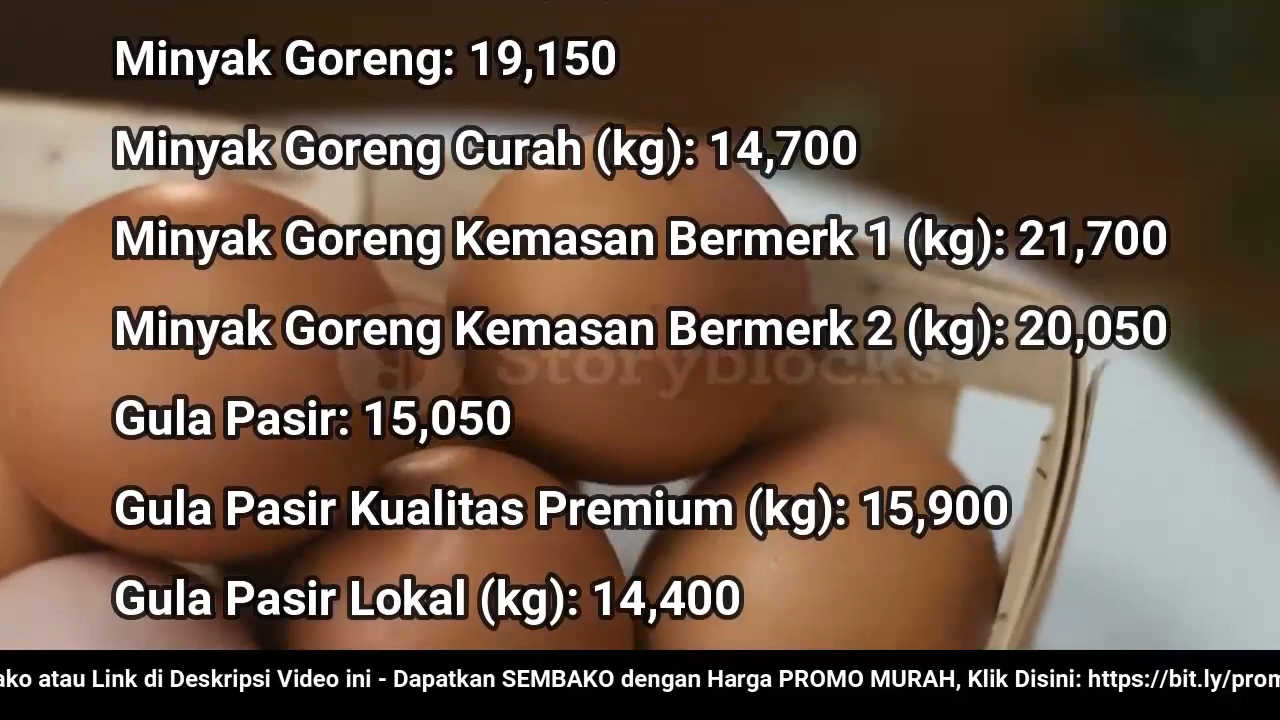 Minyak Goreng: 19,150
Minyak Goreng Curah (kg): 14,700
Minyak Goreng Kemasan Bermerk 1 (kg): 21,700
Minyak Goreng Kemasan Bermerk 2 (kg): 20,050
Storyblocks
Gula Pasir: 15,050
Gula Pasir Kualitas Premium (kg): 15,900
Gula Pasir Lokal (kg): 14,400
ako atau Link di Deskripsi Video ini - Dapatkan SEMBAKO dengan Harga PROMO MURAH, Klik Disini: https://bit.ly/prom